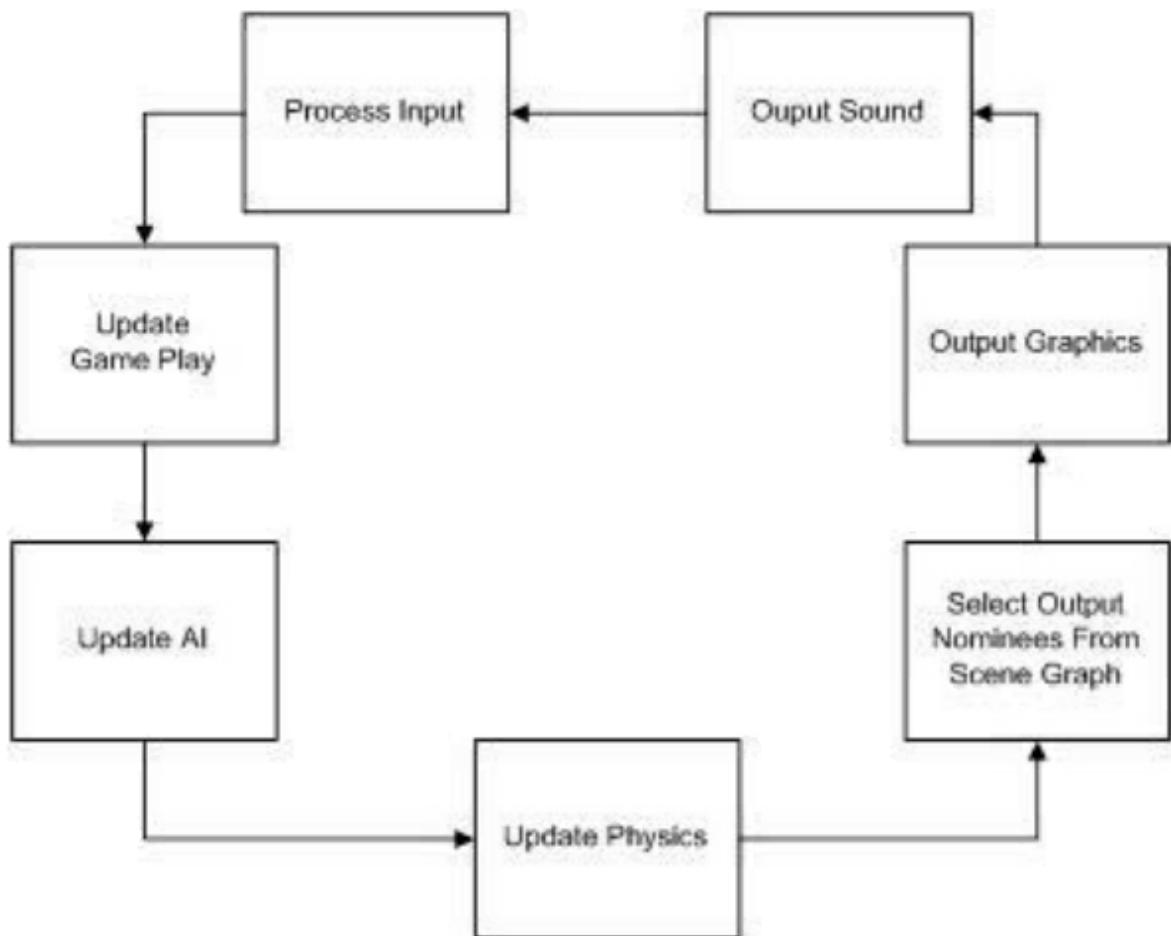 Process Input
Ouput Sound
Update
Game Play
Output Graphics
Update AI
Select Output
Nominees From
Scene Graph
Update Physics